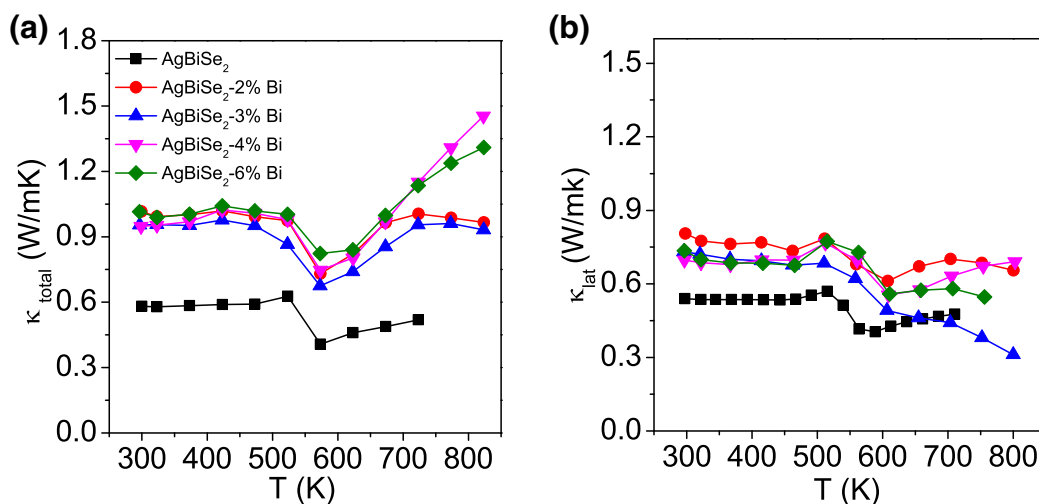 (a)
1.8
1.5
1.2
0.9
0.6
0.3
0.0
κtotal (W/mK)
AgBiSe2
AgBiSe2-2% Bi
AgBiSe2-3% Bi
AgBiSe2-4% Bi
AgBiSe2-6% Bi
300 400 500 600 700 800
T (K)
(b)
1.5
1.2
0.9
0.6
0.3
0.0
κlat (W/mk)
300 400 500 600 700 800
T (K)